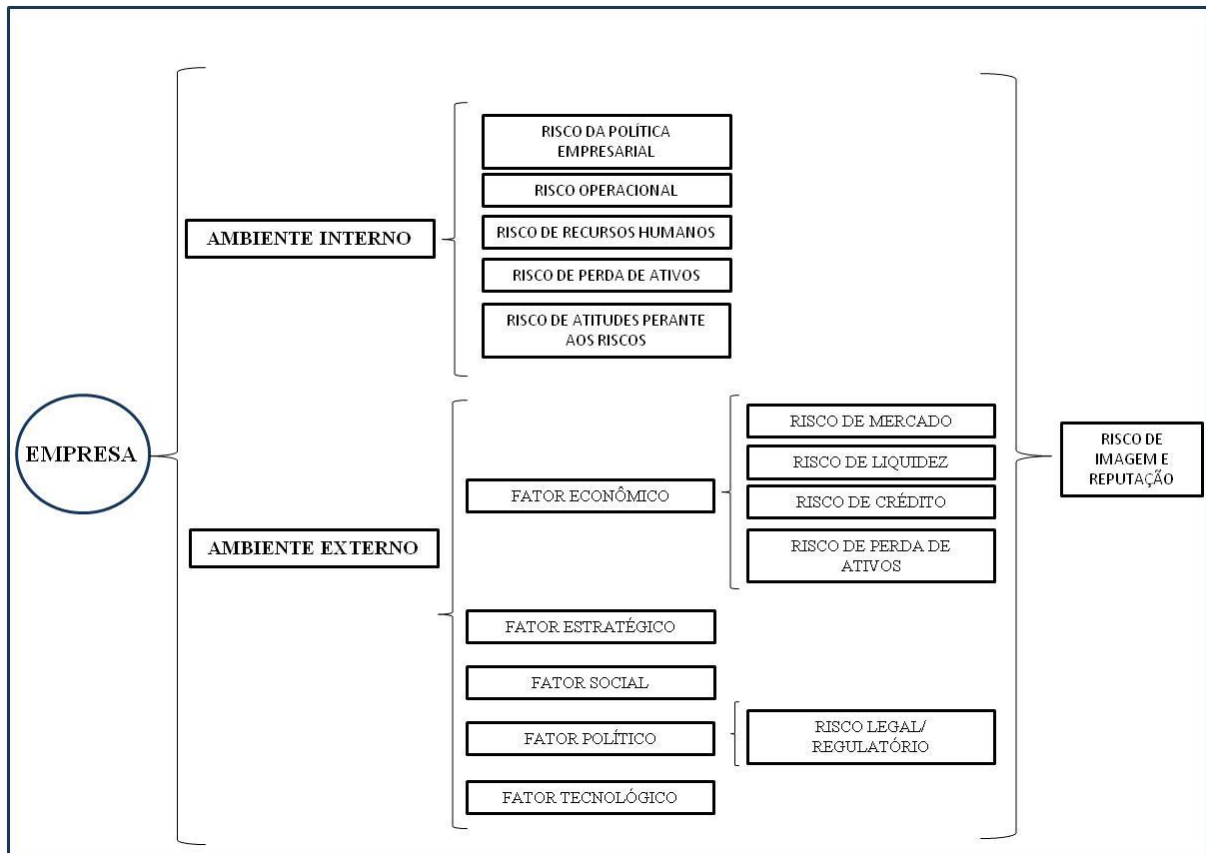 EMPRESA
AMBIENTE INTERNO
RISCO DA POLÍTICA
EMPRESARIAL
RISCO OPERACIONAL
RISCO DE RECURSOS HUMANOS
RISCO DE PERDA DE ATIVOS
RISCO DE ATITUDES PERANTE
AOS RISCOS
AMBIENTE EXTERNO
FATOR ECONÔMICO
RISCO DE MERCADO
RISCO DE LIQUIDEZ
RISCO DE CRÉDITO
RISCO DE PERDA DE
ATIVOS
FATOR ESTRATÉGICO
FATOR SOCIAL
FATOR POLÍTICO
RISCO LEGAL/
REGULATÓRIO
FATOR TECNOLÓGICO
RISCO DE
IMAGEM E
REPUTAÇÃO